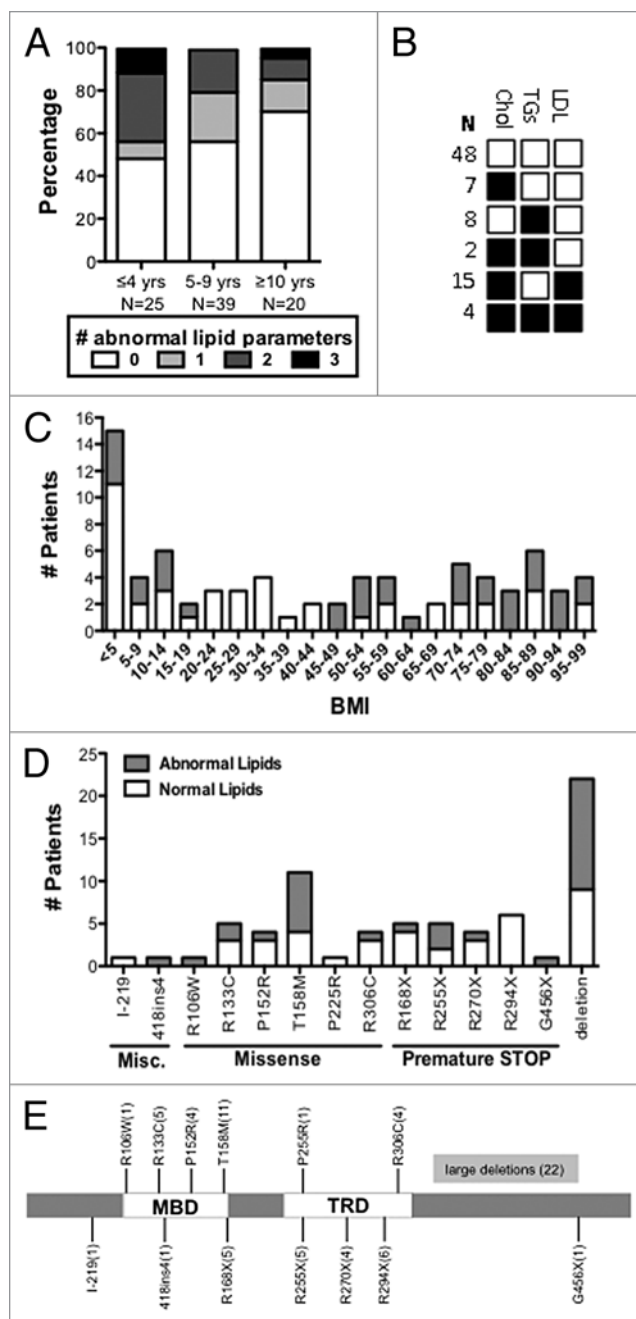 A
Percentage
100
80
60
40
20
0
≤4 yrs 5-9 yrs ≥10 yrs
N=25 N=39 N=20
# abnormal lipid parameters
0 1 2 3
B
N Chol TGs LDL
48
7
8
2
15
4
C
# Patients
16
14
12
10
8
6
4
2
0
<5 5-9 10-14 15-19 20-24 25-29 30-34 35-39 40-44 45-49 50-54 55-59 60-64 65-69 70-74 75-79 80-84 85-89 90-94 95-99
BMI
D
Abnormal Lipids
Normal Lipids
# Patients
25
20
15
10
5
0
I-219 418ins4 R106W R133C P152R T158M P225R R306C R168X R255X R270X R294X G456X deletion
Misc. Missense Premature STOP
E
R106W(1) R133C(5) P152R(4) T158M(11) P255R(1) R306C(4)
large deletions (22)
MBD TRD
I-219(1) 418ins4(1) R168X(5) R255X(5) R270X(4) R294X(6) G456X(1)